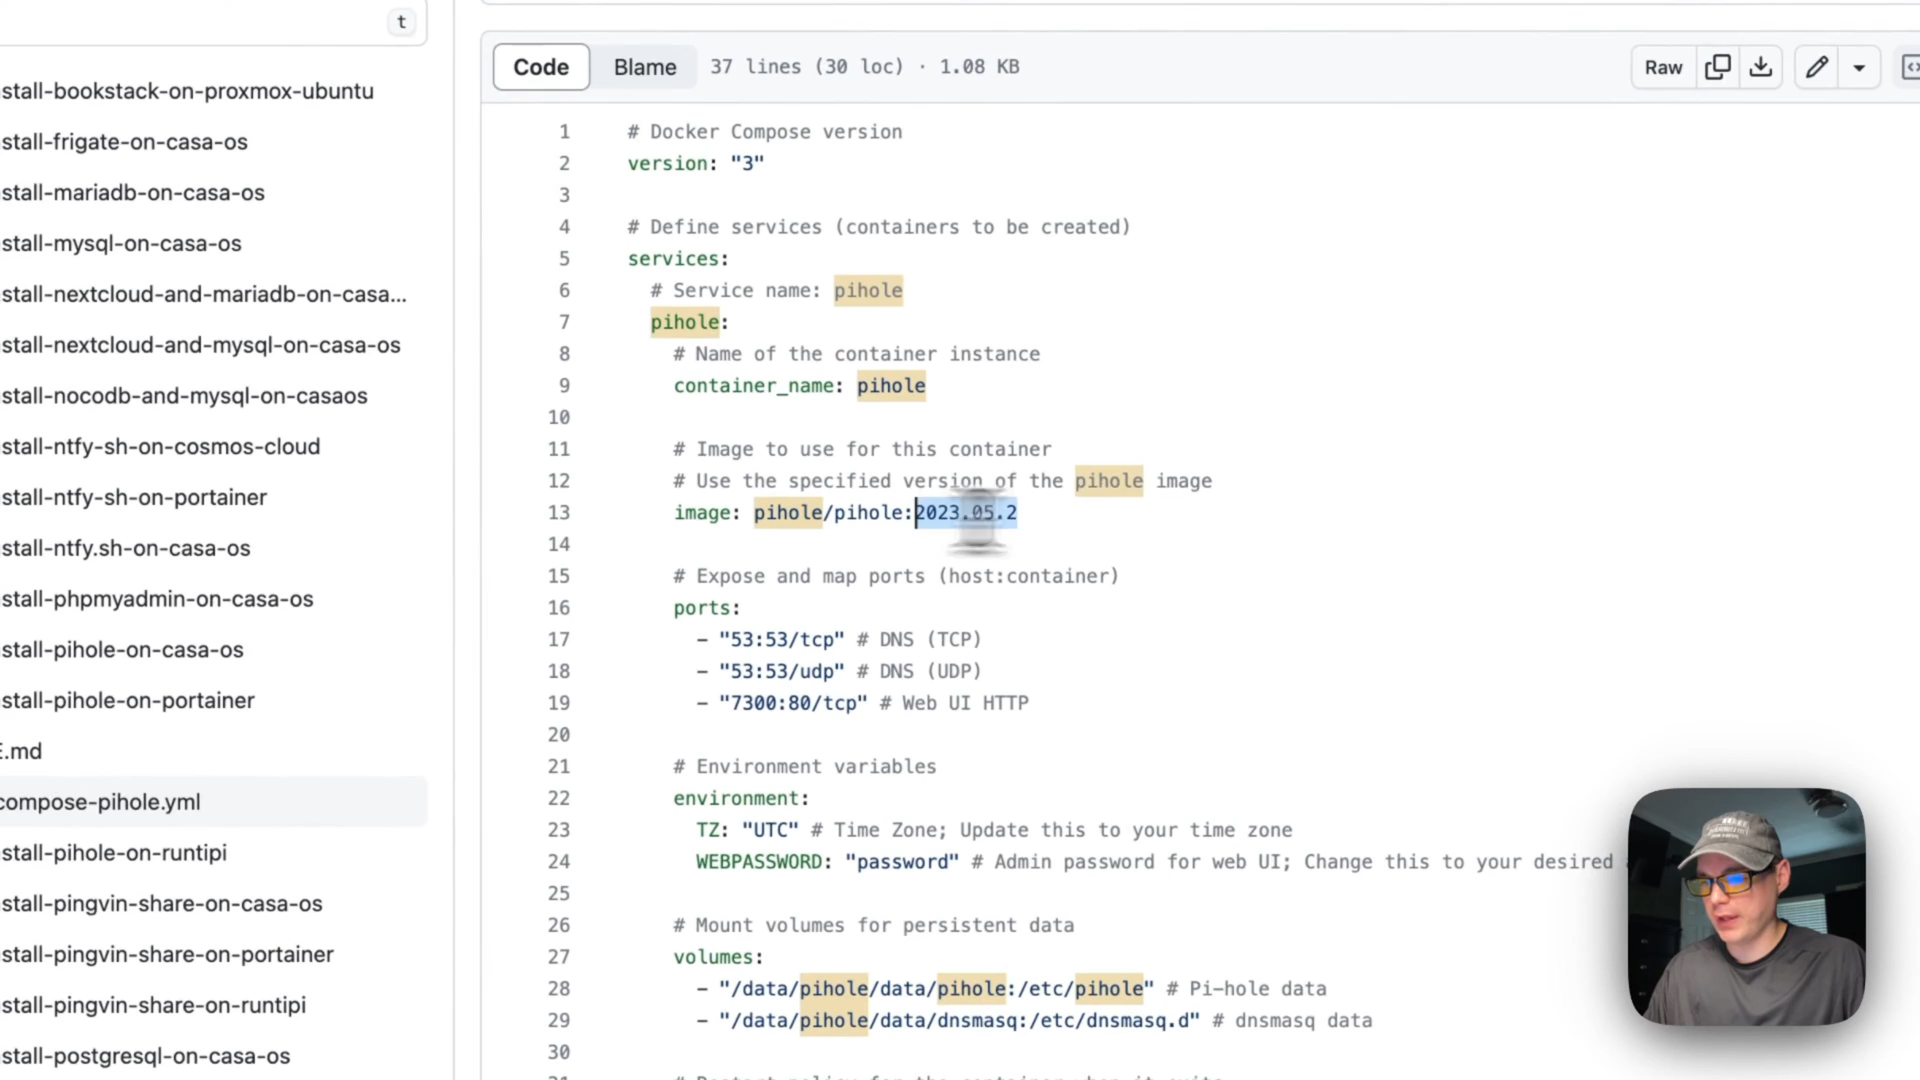 t
stall-bookstack-on-proxmox-ubuntu
stall-frigate-on-casa-os
stall-mariadb-on-casa-os
stall-mysql-on-casa-os
stall-nextcloud-and-mariadb-on-casa...
stall-nextcloud-and-mysql-on-casa-os
stall-nocodb-and-mysql-on-casaos
stall-ntfy-sh-on-cosmos-cloud
stall-ntfy-sh-on-portainer
stall-ntfy.sh-on-casa-os
stall-phpmyadmin-on-casa-os
stall-pihole-on-casa-os
stall-pihole-on-portainer
E.md
compose-pihole.yml
stall-pihole-on-runtipi
stall-pingvin-share-on-casa-os
stall-pingvin-share-on-portainer
stall-pingvin-share-on-runtipi
stall-postgresql-on-casa-os
Code Blame 37 lines (30 loc) · 1.08 KB Raw
1 # Docker Compose version
2 version: "3"
3
4 # Define services (containers to be created)
5 services:
6 # Service name: pihole
7 pihole:
8 # Name of the container instance
9 container_name: pihole
10
11 # Image to use for this container
12 # Use the specified version of the pihole image
13 image: pihole/pihole:2023.05.2
14
15 # Expose and map ports (host:container)
16 ports:
17 - "53:53/tcp" # DNS (TCP)
18 - "53:53/udp" # DNS (UDP)
19 - "7300:80/tcp" # Web UI HTTP
20
21 # Environment variables
22 environment:
23 TZ: "UTC" # Time Zone; Update this to your time zone
24 WEBPASSWORD: "password" # Admin password for web UI; Change this to your desired
25
26 # Mount volumes for persistent data
27 volumes:
28 - "/data/pihole/data/pihole:/etc/pihole" # Pi-hole data
29 - "/data/pihole/data/dnsmasq:/etc/dnsmasq.d" # dnsmasq data
30